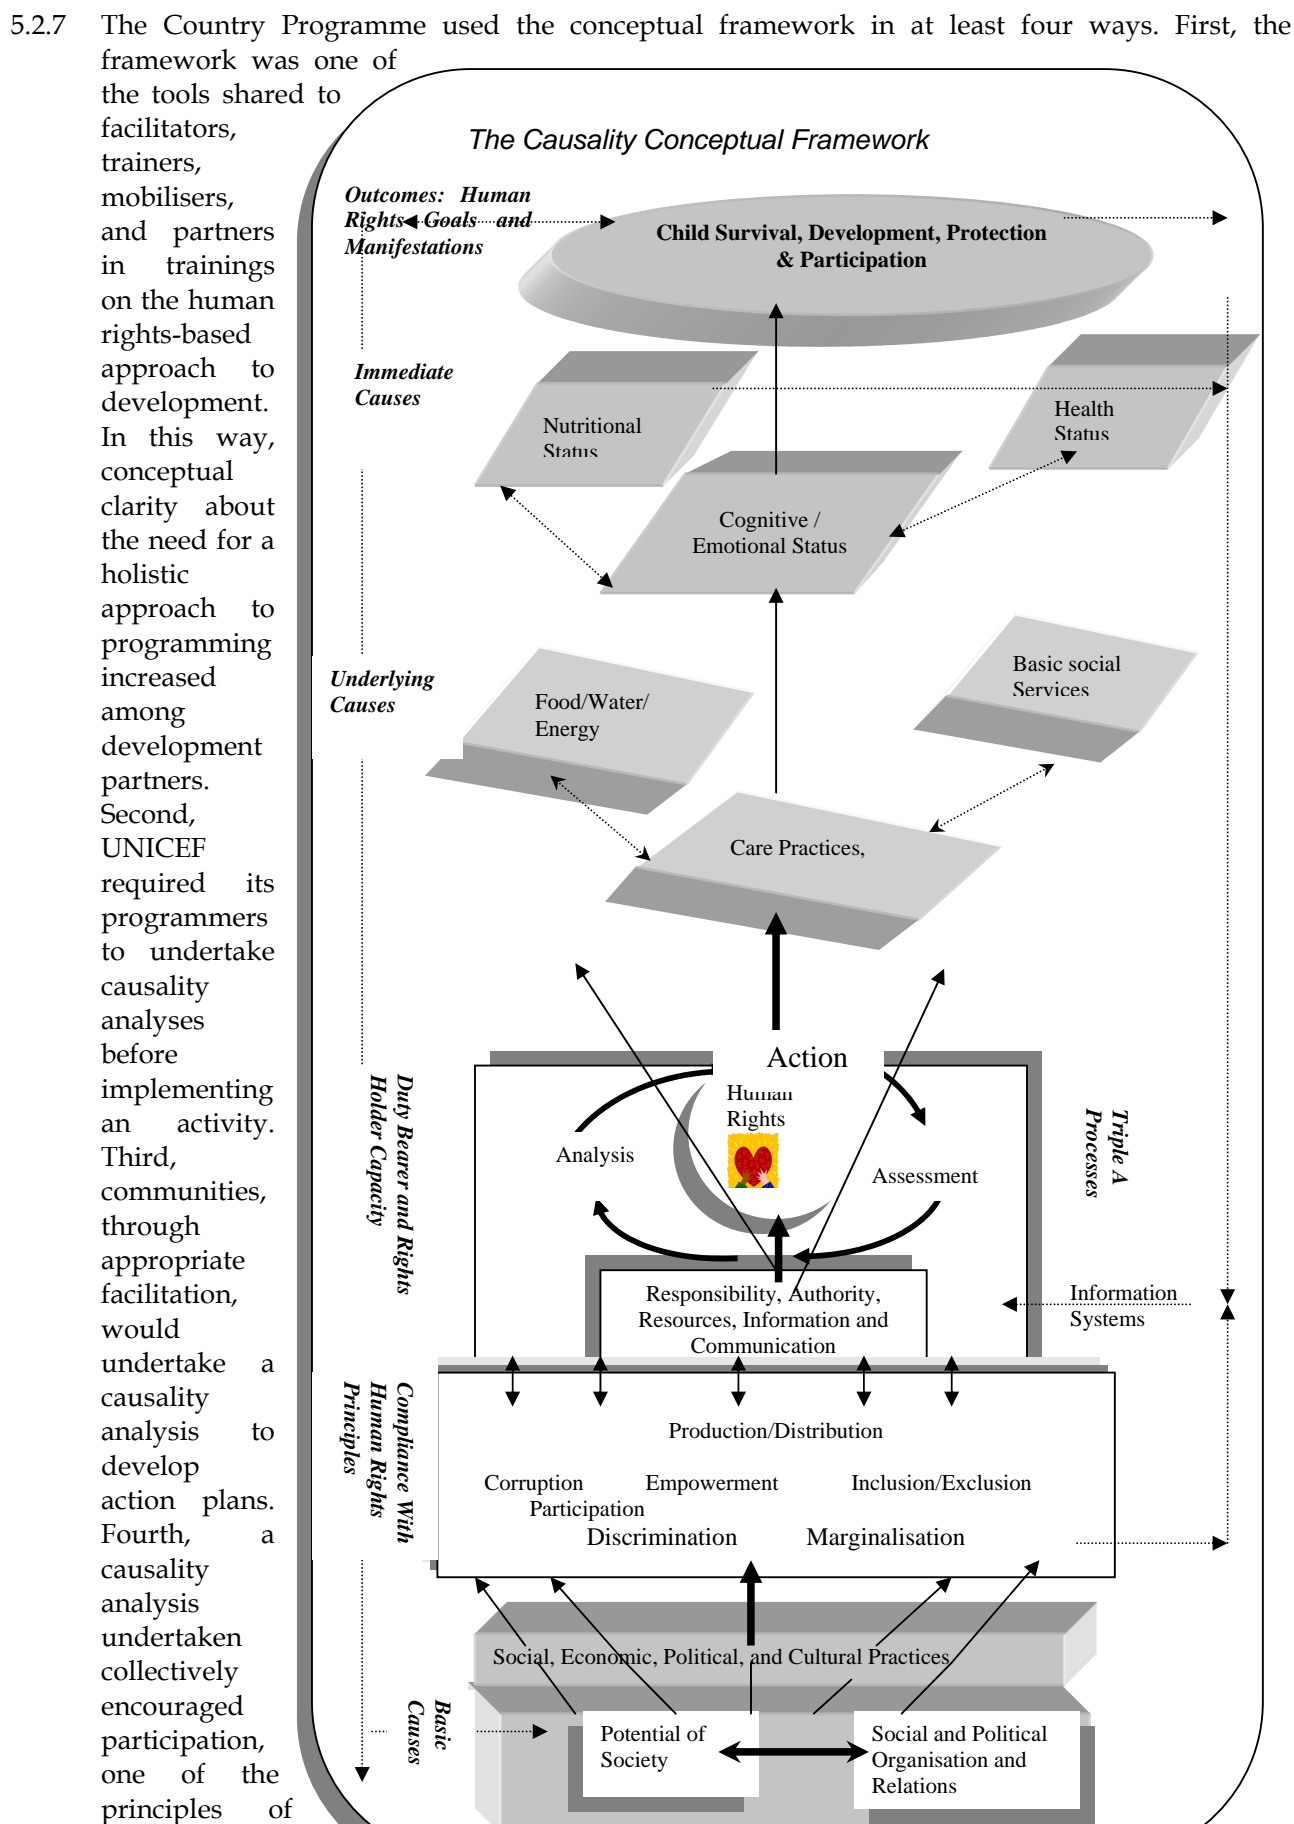 5.2.7 The Country Programme used the conceptual framework in at least four ways. First, the
framework was one of
the tools shared to
facilitators,
trainers,
mobilisers,
and partners
in trainings
on the human
rights-based
approach to
development.
In this way,
conceptual
clarity about
the need for a
holistic
approach to
programming
increased
among
development
partners.
Second,
UNICEF
required its
programmers
to undertake
causality
analyses
before
implementing
an activity.
Third,
communities,
through
appropriate
facilitation,
would
undertake a
causality
analysis to
develop
action plans.
Fourth, a
causality
analysis
undertaken
collectively
encouraged
participation,
one of the
principles of
The Causality Conceptual Framework
Outcomes: Human
Rights Goals and
Manifestations
Child Survival, Development, Protection
& Participation
Immediate
Causes
Nutritional
Status
Health
Status
Cognitive /
Emotional Status
Underlying
Causes
Food/Water/
Energy
Basic social
Services
Care Practices,
Duty Bearer and Rights
Holder Capacity
Action
Human
Rights
Analysis
Assessment
Triple A
Processes
Responsibility, Authority,
Resources, Information and
Communication
Information
Systems
Compliance With
Human Rights
Principles
Production/Distribution
Corruption Empowerment Inclusion/Exclusion
Participation
Discrimination Marginalisation
Social, Economic, Political, and Cultural Practices
Basic
Causes
Potential of
Society
Social and Political
Organisation and
Relations